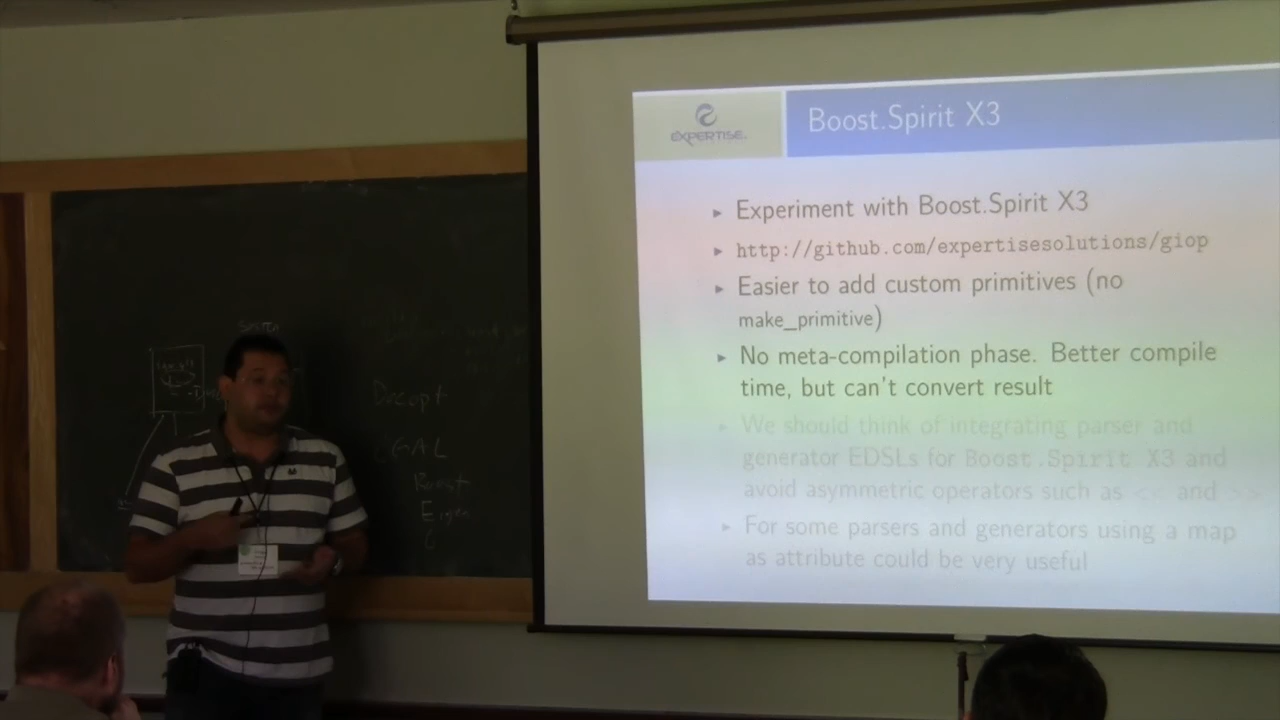 EXPERTISE
Boost.Spirit X3
▸ Experiment with Boost.Spirit X3
▸ http://github.com/expertisesolutions/giop
▸ Easier to add custom primitives (no
make_primitive)
▸ No meta-compilation phase. Better compile
time, but can't convert result
▸ We should think of integrating parser and
generator EDSLs for Boost.Spirit X3 and
avoid asymmetric operators such as << and >>
▸ For some parsers and generators using a map
as attribute could be very useful
Boost
Eigen